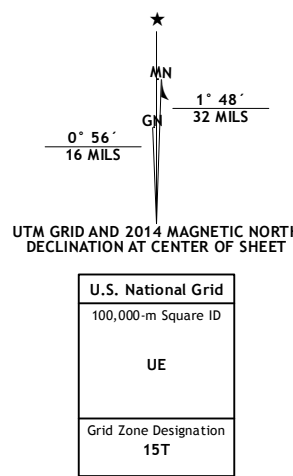 ★
MN
1° 48´
32 MILS
GN
0° 56´
16 MILS
UTM GRID AND 2014 MAGNETIC NORTH
DECLINATION AT CENTER OF SHEET
U.S. National Grid
100,000-m Square ID
UE
Grid Zone Designation
15T